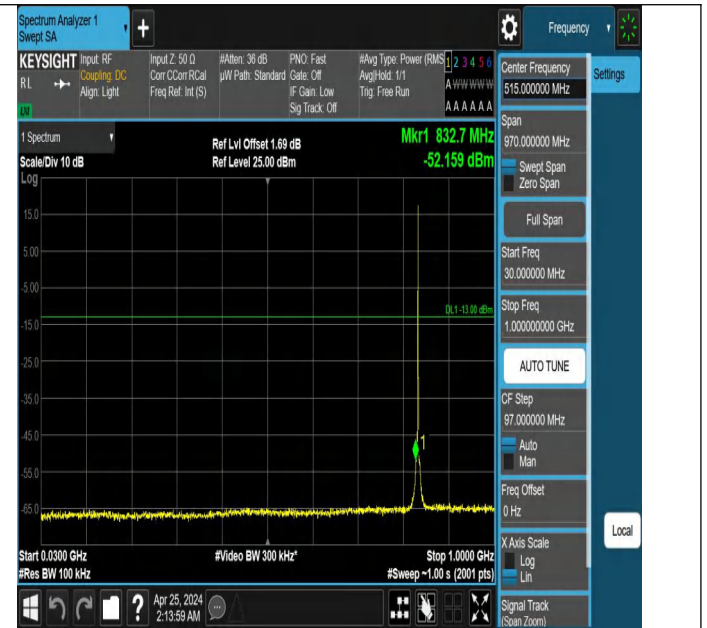 Spectrum Analyzer 1
Swept SA
Frequency
KEYSIGHT
RL
Input: RF
Coupling: DC
Align: Light
Input Z: 50 Ω
Corr CCorr RCal
Freq Ref: Int (S)
#Atten: 36 dB
µW Path: Standard
PNO: Fast
Gate: Off
IF Gain: Low
Sig Track: Off
#Avg Type: Power (RMS
Avg|Hold: 1/1
Trig: Free Run
1 2 3 4 5 6
A W W W W W
A A A A A A
Center Frequency
515.000000 MHz
Settings
Span
970.000000 MHz
Swept Span
Zero Span
Full Span
Start Freq
30.000000 MHz
Stop Freq
1.000000000 GHz
AUTO TUNE
CF Step
97.000000 MHz
Auto
Man
Freq Offset
0 Hz
X Axis Scale
Log
Lin
Signal Track
(Span Zoom)
Local
1 Spectrum
Scale/Div 10 dB
Log
Ref Lvl Offset 1.69 dB
Ref Level 25.00 dBm
Mkr1 832.7 MHz
-52.159 dBm
15.0
5.00
-5.00
DL1 -13.00 dBm
-15.0
-25.0
-35.0
-45.0
1
-55.0
-65.0
Start 0.0300 GHz
#Res BW 100 kHz
#Video BW 300 kHz*
Stop 1.0000 GHz
#Sweep ~1.00 s (2001 pts)
?
Apr 25, 2024
2:13:59 AM